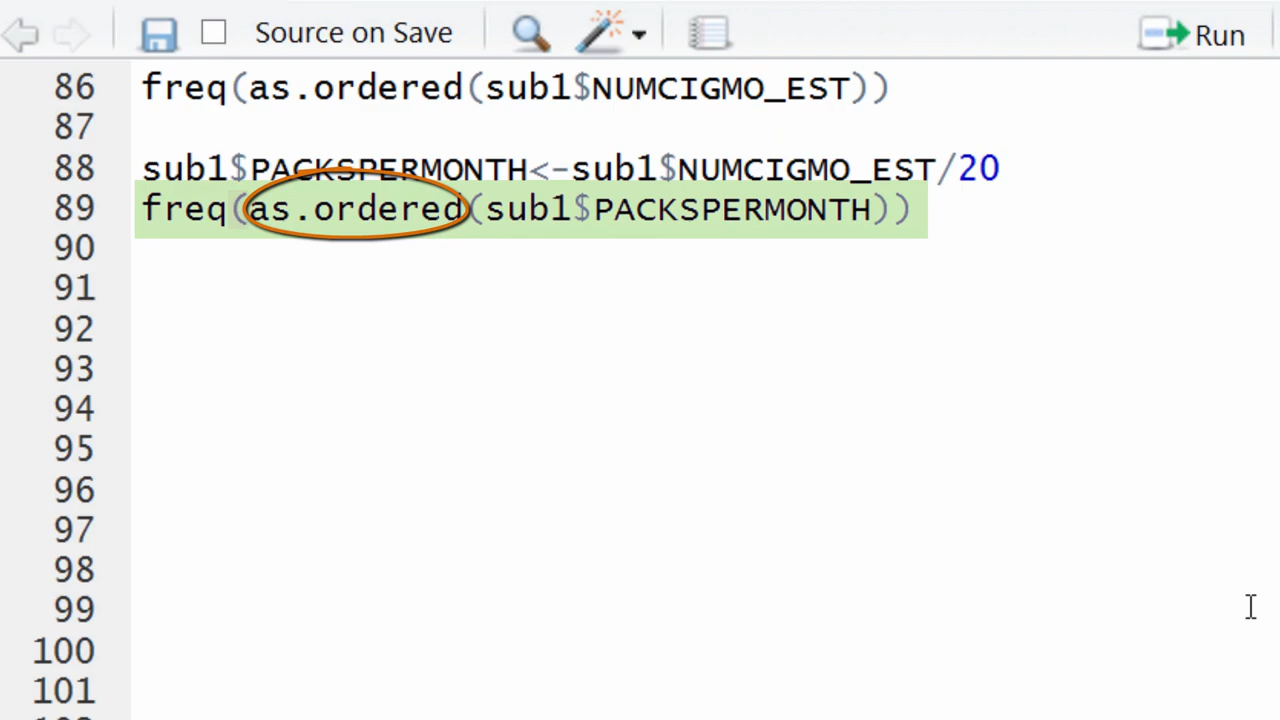 Source on Save
Run
86 freq(as.ordered(sub1$NUMCIGMO_EST))
87
88 sub1$PACKSPERMONTH<-sub1$NUMCIGMO_EST/20
89 freq(as.ordered(sub1$PACKSPERMONTH))
90
91
92
93
94
95
96
97
98
99
100
101